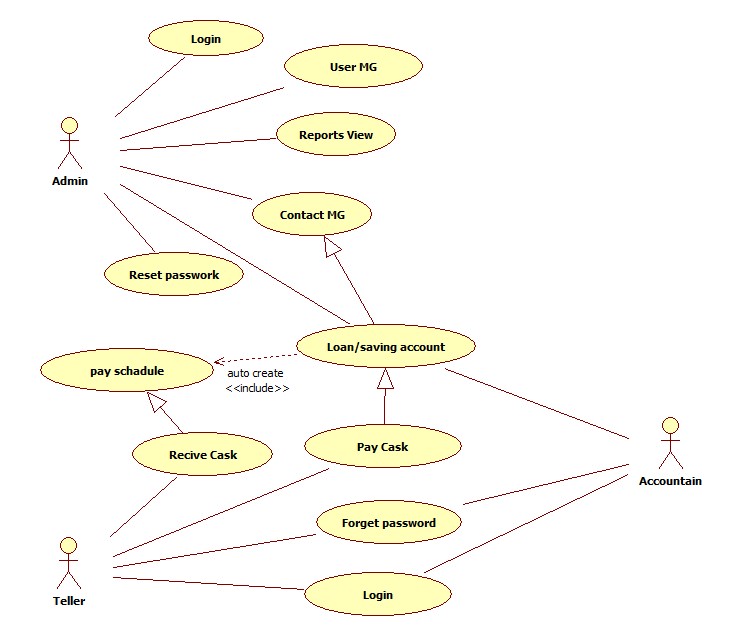 Login
User MG
Reports View
Admin
Contact MG
Reset passwork
Loan/saving account
pay schadule
auto create
<<include>>
Recive Cask
Pay Cask
Accountain
Forget password
Teller
Login